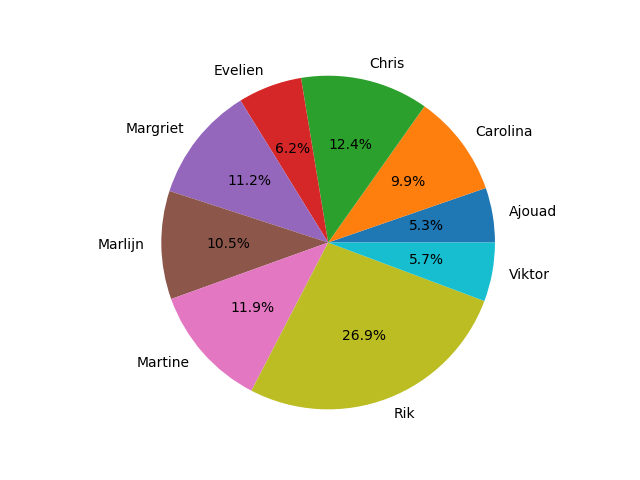 Chris
Evelien
Margriet
Carolina
12.4%
6.2%
9.9%
11.2%
Ajouad
5.3%
Marlijn
10.5%
5.7%
Viktor
11.9%
26.9%
Martine
Rik